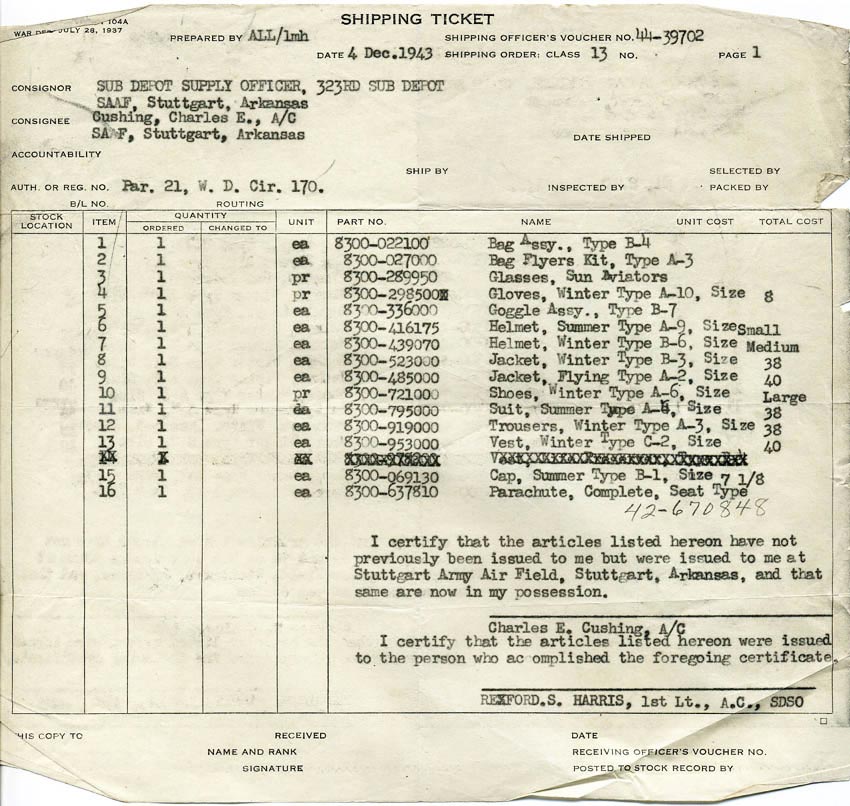 SHIPPING TICKET
104A
WAR JULY 28, 1937
PREPARED BY ALL/lmh SHIPPING OFFICER'S VOUCHER NO. 44-39702
DATE 4 Dec. 1943 SHIPPING ORDER: CLASS 13 NO. PAGE 1
CONSIGNOR SUB DEPOT SUPPLY OFFICER, 323RD SUB DEPOT
SAAF, Stuttgart, Arkansas
CONSIGNEE Cushing, Charles E., A/C
SAAF, Stuttgart, Arkansas
DATE SHIPPED
ACCOUNTABILITY
SHIP BY SELECTED BY
AUTH. OR REG. NO. Par. 21, W. D. Cir. 170. INSPECTED BY PACKED BY
B/L NO. ROUTING
STOCK LOCATION ITEM QUANTITY ORDERED CHANGED TO UNIT PART NO. NAME UNIT COST TOTAL COST
1 1 ea 8300-022100 Bag Assy., Type B-4
2 1 ea 8300-027000 Bag Flyers Kit, Type A-3
3 1 pr 8300-289950 Glasses, Sun Aviators
4 1 pr 8300-298500 Gloves, Winter Type A-10, Size 8
5 1 ea 8300-336000 Goggle Assy., Type B-7
6 1 ea 8300-416175 Helmet, Summer Type A-9, Size Small
7 1 ea 8300-439070 Helmet, Winter Type B-6, Size Medium
8 1 ea 8300-523000 Jacket, Winter Type B-3, Size 38
9 1 ea 8300-485000 Jacket, Flying Type A-2, Size 40
10 1 pr 8300-721000 Shoes, Winter Type A-6, Size Large
11 1 ea 8300-795000 Suit, Summer Type Size 38
12 1 ea 8300-919000 Trousers, Winter Type A-3, Size 38
13 1 ea 8300-953000 Vest, Winter Type C-2, Size 40
15 1 ea 8300-069130 Cap, Summer Type B-1, Size 7 1/8
16 1 ea 8300-637810 Parachute, Complete, Seat Type
42-670848
I certify that the articles listed hereon have not
previously been issued to me but were issued to me at
Stuttgart Army Air Field, Stuttgart, Arkansas, and that
same are now in my possession.
Charles E. Cushing, A/C
I certify that the articles listed hereon were issued
to the person who ac omplished the foregoing certificate.
REXFORD.S. HARRIS, 1st Lt., A.C., SDSO
HIS COPY TO RECEIVED DATE
NAME AND RANK RECEIVING OFFICER'S VOUCHER NO.
SIGNATURE POSTED TO STOCK RECORD BY